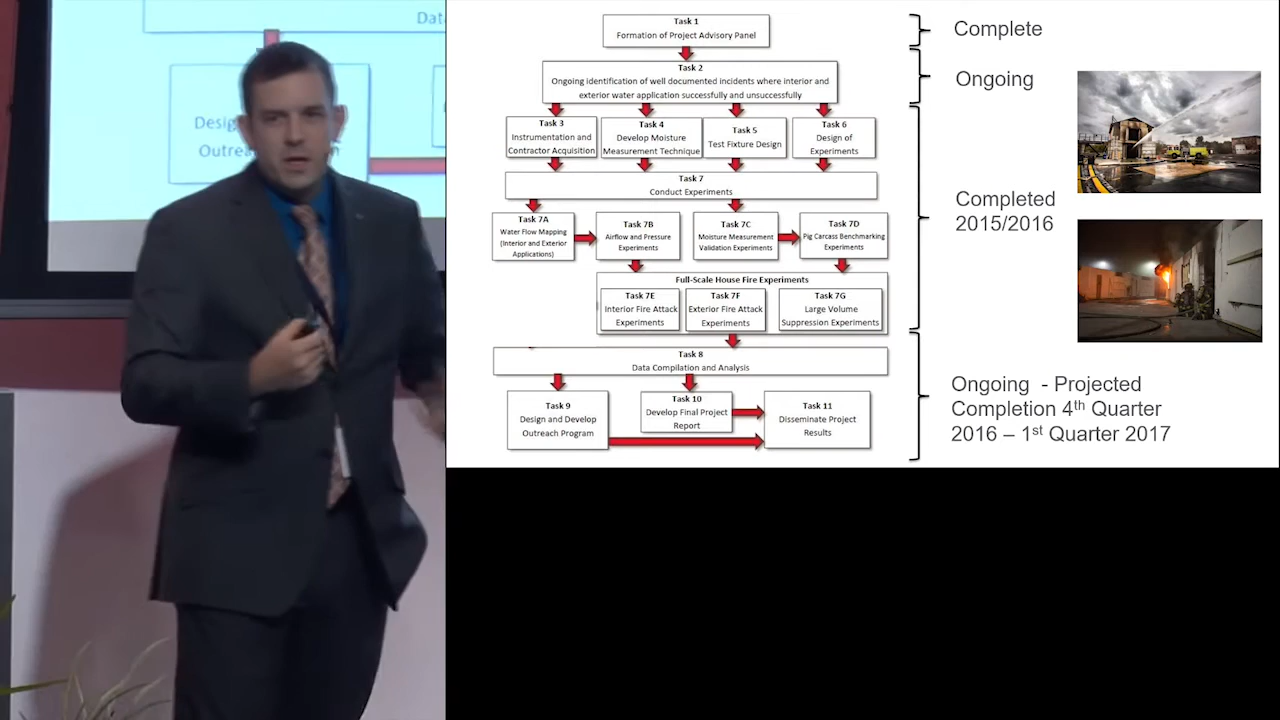 Data
Desig
Outrea
n
Task 1
Formation of Project Advisory Panel
Task 2
Ongoing identification of well documented incidents where interior and
exterior water application successfully and unsuccessfully
Task 3
Instrumentation and
Contractor Acquisition
Task 4
Develop Moisture
Measurement Technique
Task 5
Test Fixture Design
Task 6
Design of
Experiments
Task 7
Conduct Experiments
Task 7A
Water Flow Mapping
(Interior and Exterior
Applications)
Task 7B
Airflow and Pressure
Experiments
Task 7C
Moisture Measurement
Validation Experiments
Task 7D
Pig Carcass Benchmarking
Experiments
Full-Scale House Fire Experiments
Task 7E
Interior Fire Attack
Experiments
Task 7F
Exterior Fire Attack
Experiments
Task 7G
Large Volume
Suppression Experiments
Task 8
Data Compilation and Analysis
Task 9
Design and Develop
Outreach Program
Task 10
Develop Final Project
Report
Task 11
Disseminate Project
Results
Complete
Ongoing
Completed
2015/2016
Ongoing - Projected
Completion 4th Quarter
2016 – 1st Quarter 2017